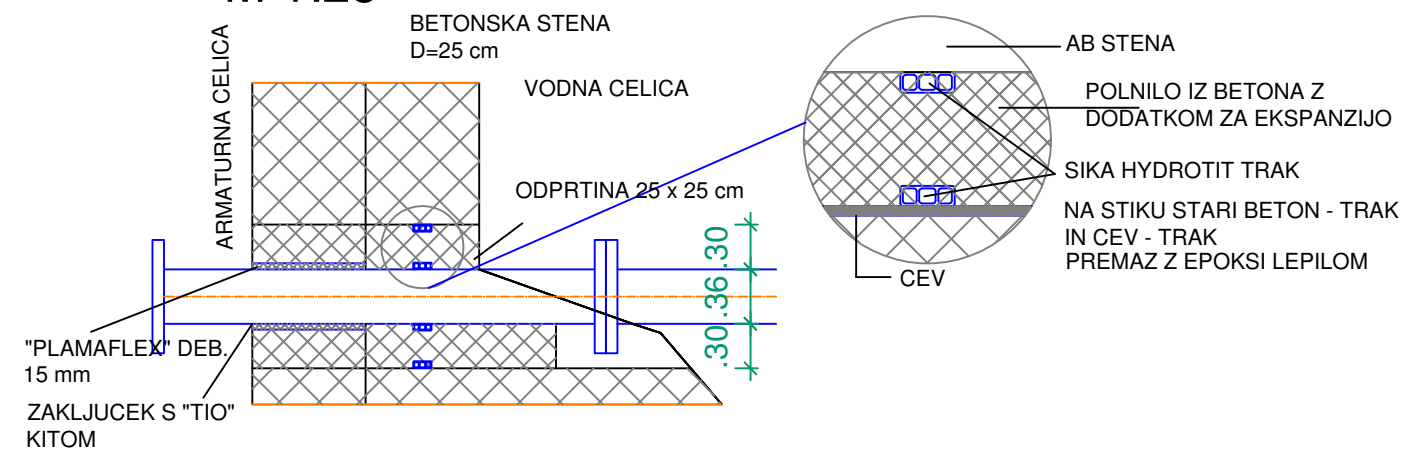 BETONSKA STENA
D=25 cm
ARMATURNA CELICA
VODNA CELICA
ODPRTINA 25 x 25 cm
.30
.36
.30
"PLAMAFLEX" DEB.
15 mm
ZAKLJUCEK S "TIO"
KITOM
AB STENA
POLNILO IZ BETONA Z
DODATKOM ZA EKSPANZIJO
SIKA HYDROTIT TRAK
NA STIKU STARI BETON - TRAK
IN CEV - TRAK
PREMAZ Z EPOKSI LEPILOM
CEV